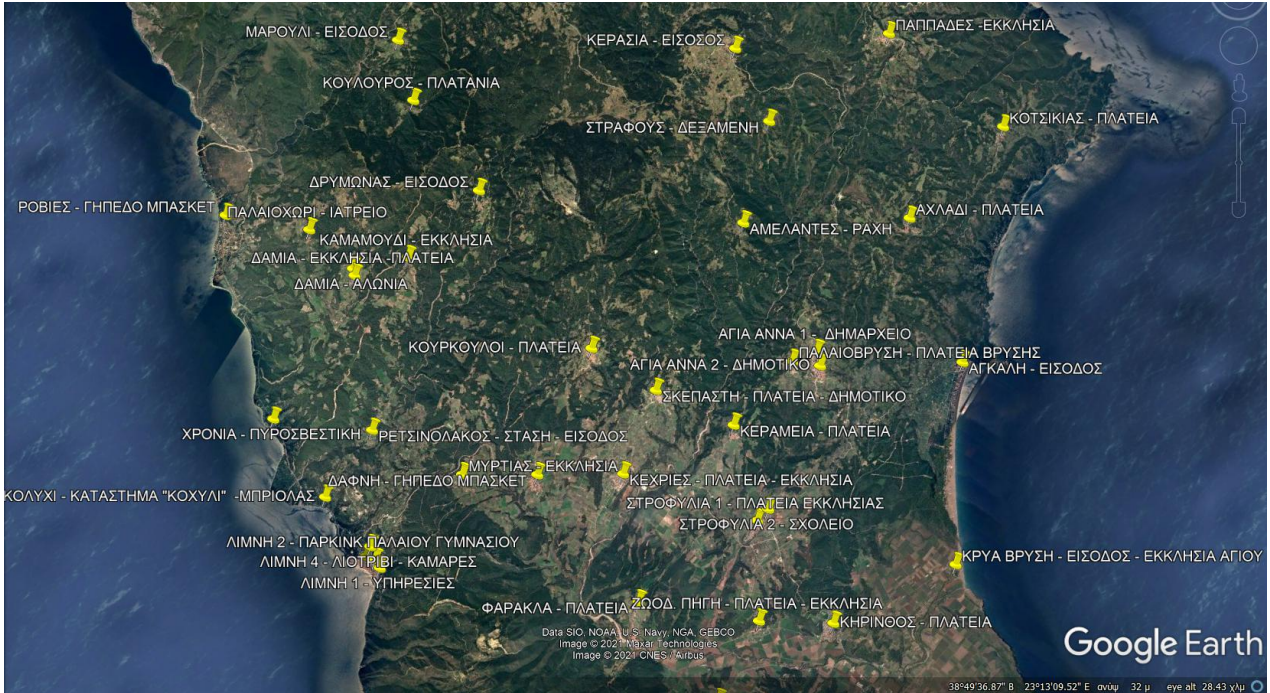 ΠΑΠΠΑΔΕΣ -ΕΚΚΛΗΣΙΑ
ΜΑΡΟΥΛΙ - ΕΙΣΟΔΟΣ
ΚΕΡΑΣΙΑ - ΕΙΣΟΣΟΣ
ΚΟΥΛΟΥΡΟΣ - ΠΛΑΤΑΝΙΑ
ΚΟΤΣΙΚΙΑΣ - ΠΛΑΤΕΙΑ
ΣΤΡΑΦΟΥΣ - ΔΕΞΑΜΕΝΗ
ΔΡΥΜΩΝΑΣ - ΕΙΣΟΔΟΣ
ΡΟΒΙΕΣ - ΓΗΠΕΔΟ ΜΠΑΣΚΕΤ
ΠΑΛΑΙΟΧΩΡΙ - ΙΑΤΡΕΙΟ
ΑΧΛΑΔΙ - ΠΛΑΤΕΙΑ
ΑΜΕΛΑΝΤΕΣ - ΡΑΧΗ
ΚΑΜΑΜΟΥΔΙ - ΕΚΚΛΗΣΙΑ
ΔΑΜΙΑ - ΕΚΚΛΗΣΙΑ -ΠΛΑΤΕΙΑ
ΔΑΜΙΑ - ΑΛΩΝΙΑ
ΑΓΙΑ ΑΝΝΑ 1 - ΔΗΜΑΡΧΕΙΟ
ΚΟΥΡΚΟΥΛΟΙ - ΠΛΑΤΕΙΑ
ΠΑΛΑΙΟΒΡΥΣΗ - ΠΛΑΤΕΙΑ ΒΡΥΣΗΣ
ΑΓΙΑ ΑΝΝΑ 2 - ΔΗΜΟΤΙΚΟ
ΑΓΚΑΛΗ - ΕΙΣΟΔΟΣ
ΣΚΕΠΑΣΤΗ - ΠΛΑΤΕΙΑ - ΔΗΜΟΤΙΚΟ
ΧΡΟΝΙΑ - ΠΥΡΟΣΒΕΣΤΙΚΗ
ΡΕΤΣΙΝΟΛΑΚΟΣ - ΣΤΑΣΗ - ΕΙΣΟΔΟΣ
ΚΕΡΑΜΕΙΑ - ΠΛΑΤΕΙΑ
ΜΥΡΤΙΑΣ - ΕΚΚΛΗΣΙΑ
ΔΑΦΝΗ - ΓΗΠΕΔΟ ΜΠΑΣΚΕΤ
ΚΕΧΡΙΕΣ - ΠΛΑΤΕΙΑ - ΕΚΚΛΗΣΙΑ
ΚΟΛΥΧΙ - ΚΑΤΑΣΤΗΜΑ "ΚΟΧΥΛΙ" -ΜΠΡΙΟΛΑΣ
ΣΤΡΟΦΥΛΙΑ 1 - ΠΛΑΤΕΙΑ ΕΚΚΛΗΣΙΑΣ
ΣΤΡΟΦΥΛΙΑ 2 - ΣΧΟΛΕΙΟ
ΛΙΜΝΗ 2 - ΠΑΡΚΙΝΚ ΠΑΛΑΙΟΥ ΓΥΜΝΑΣΙΟΥ
ΛΙΜΝΗ 4 - ΛΙΟΤΡΙΒΙ - ΚΑΜΑΡΕΣ
ΛΙΜΝΗ 1 - ΥΠΗΡΕΣΙΕΣ
ΚΡΥΑ ΒΡΥΣΗ - ΕΙΣΟΔΟΣ - ΕΚΚΛΗΣΙΑ ΑΓΙΟΥ
ΦΑΡΑΚΛΑ - ΠΛΑΤΕΙΑ
ΖΩΟΔ. ΠΗΓΗ - ΠΛΑΤΕΙΑ - ΕΚΚΛΗΣΙΑ
ΚΗΡΙΝΘΟΣ - ΠΛΑΤΕΙΑ
Data SIO, NOAA, U.S. Navy, NGA, GEBCO
Image © 2021 Maxar Technologies
Image © 2021 CNES / Airbus
Google Earth
38°49'36.87" Β 23°13'09.52" Ε ανύψ 32 μ eye alt 28.43 χλμ